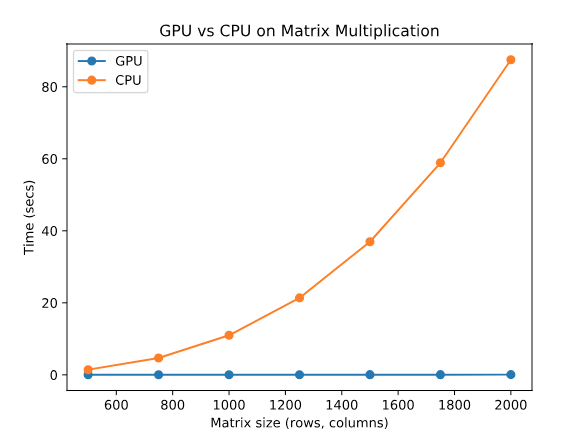 GPU vs CPU on Matrix Multiplication
GPU
CPU
80
60
40
20
0
Time (secs)
600 800 1000 1200 1400 1600 1800 2000
Matrix size (rows, columns)